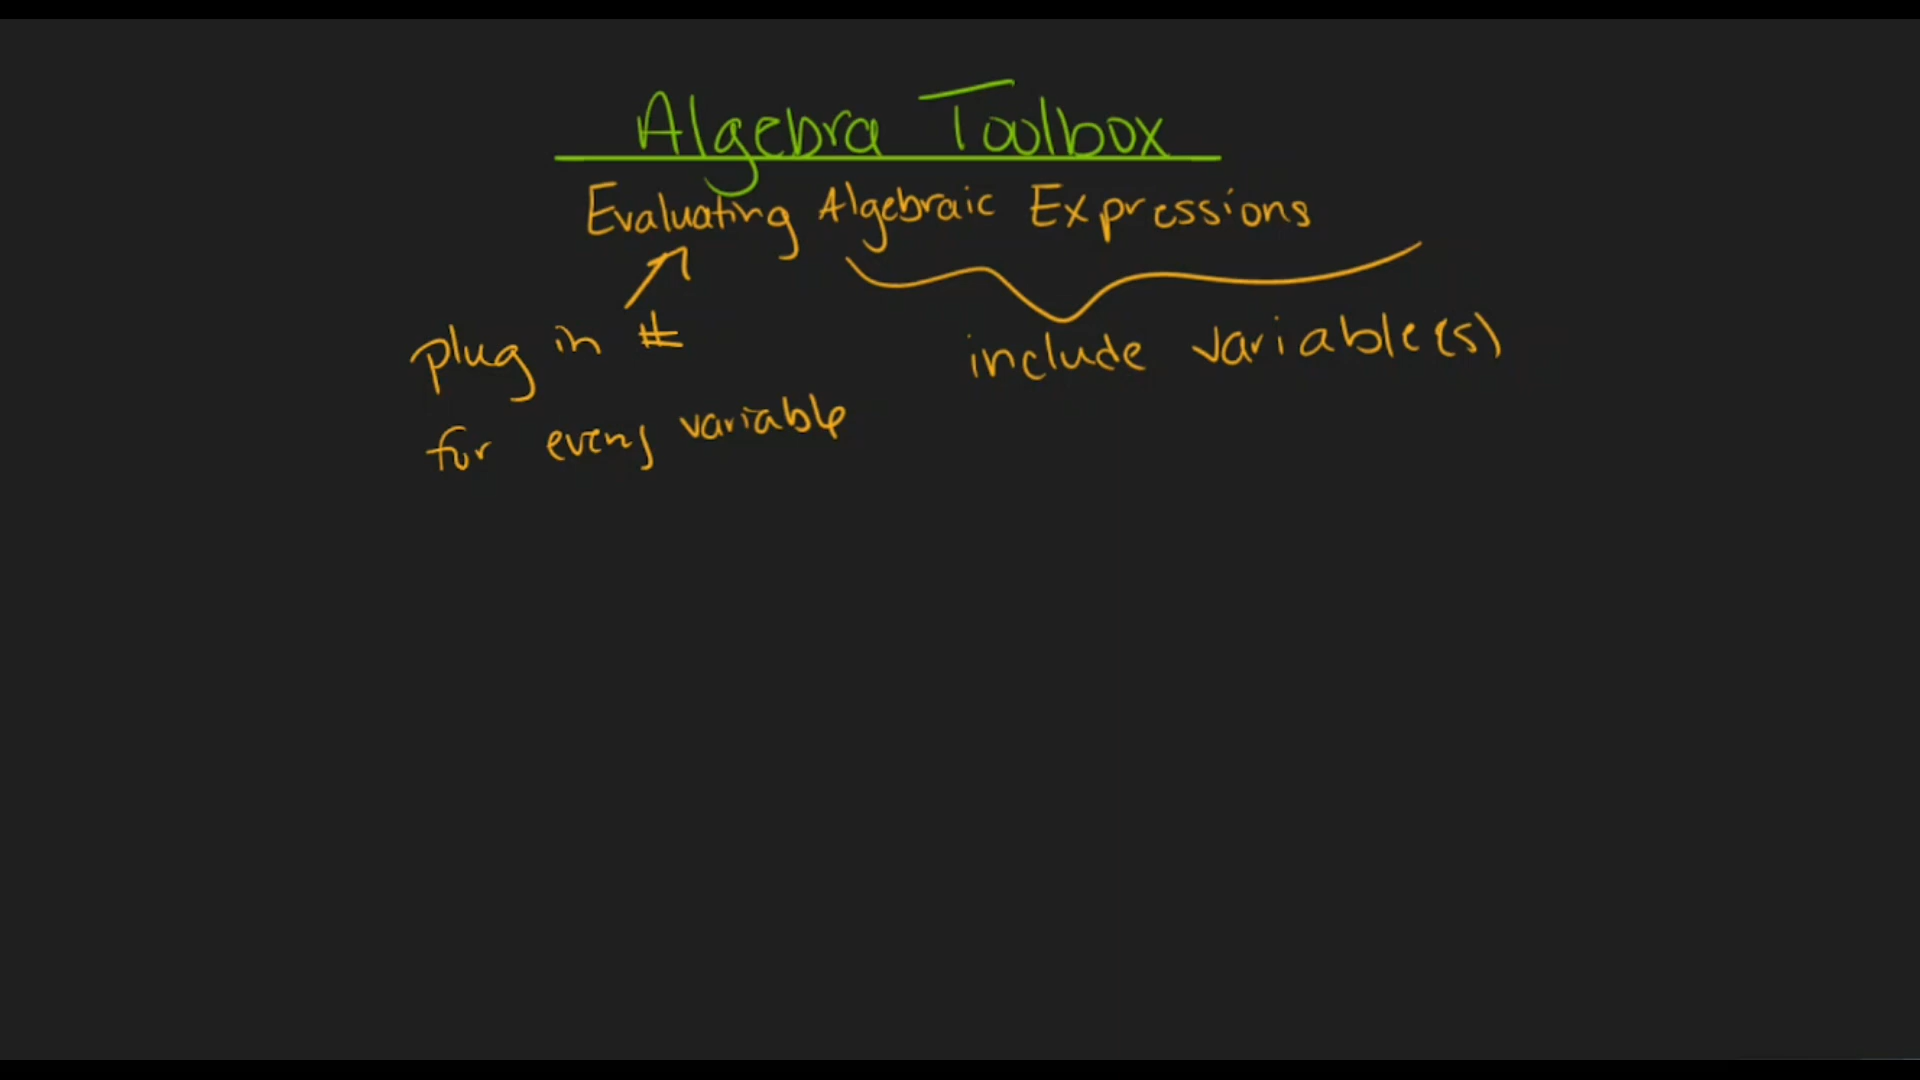 Algebra Toolbox
Evaluating Algebraic Expressions
plug in #
for every variable
include variable(s)